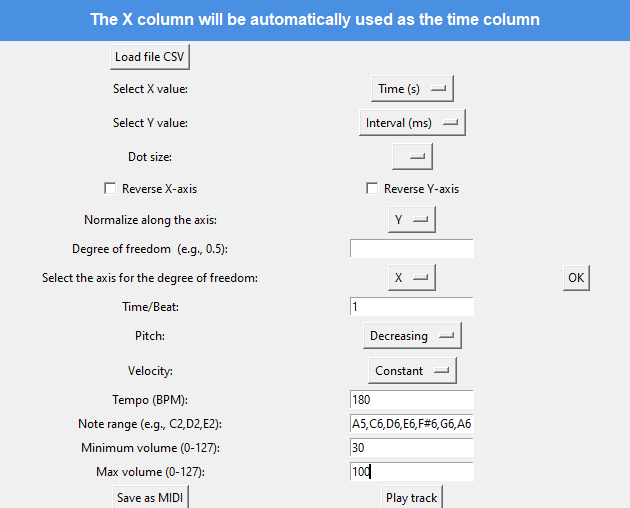 The X column will be automatically used as the time column
Load file CSV
Select X value: Time (s)
Select Y value: Interval (ms)
Dot size:
Reverse X-axis Reverse Y-axis
Normalize along the axis: Y
Degree of freedom (e.g., 0.5):
Select the axis for the degree of freedom: X OK
Time/Beat: 1
Pitch: Decreasing
Velocity: Constant
Tempo (BPM): 180
Note range (e.g., C2,D2,E2): A5,C6,D6,E6,F#6,G6,A6
Minimum volume (0-127): 30
Max volume (0-127): 100
Save as MIDI Play track